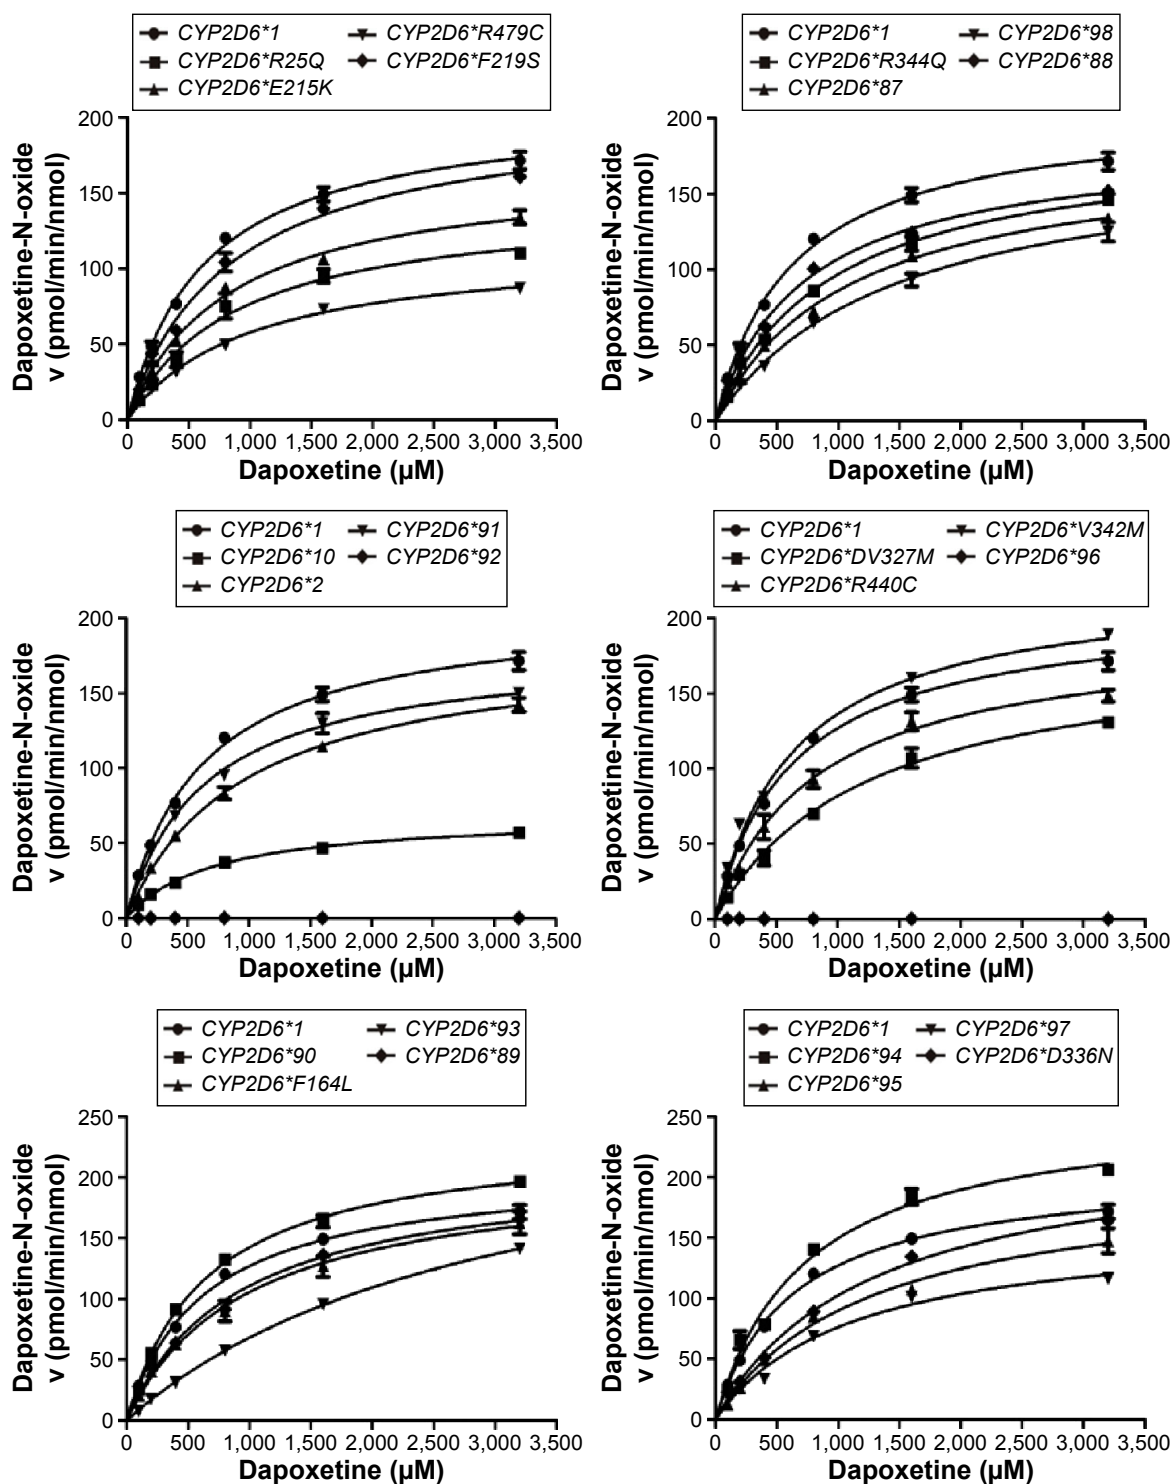 CYP2D6*1 CYP2D6*R479C
CYP2D6*R25Q CYP2D6*F219S
CYP2D6*E215K
200
150
100
50
0
Dapoxetine-N-oxide
v (pmol/min/nmol)
0 500 1,000 1,500 2,000 2,500 3,000 3,500
Dapoxetine (µM)
CYP2D6*1 CYP2D6*98
CYP2D6*R344Q CYP2D6*88
CYP2D6*87
200
150
100
50
0
Dapoxetine-N-oxide
v (pmol/min/nmol)
0 500 1,000 1,500 2,000 2,500 3,000 3,500
Dapoxetine (µM)
CYP2D6*1 CYP2D6*91
CYP2D6*10 CYP2D6*92
CYP2D6*2
200
150
100
50
0
Dapoxetine-N-oxide
v (pmol/min/nmol)
0 500 1,000 1,500 2,000 2,500 3,000 3,500
Dapoxetine (µM)
CYP2D6*1 CYP2D6*V342M
CYP2D6*DV327M CYP2D6*96
CYP2D6*R440C
200
150
100
50
0
Dapoxetine-N-oxide
v (pmol/min/nmol)
0 500 1,000 1,500 2,000 2,500 3,000 3,500
Dapoxetine (µM)
CYP2D6*1 CYP2D6*93
CYP2D6*90 CYP2D6*89
CYP2D6*F164L
250
200
150
100
50
0
Dapoxetine-N-oxide
v (pmol/min/nmol)
0 500 1,000 1,500 2,000 2,500 3,000 3,500
Dapoxetine (µM)
CYP2D6*1 CYP2D6*97
CYP2D6*94 CYP2D6*D336N
CYP2D6*95
250
200
150
100
50
0
Dapoxetine-N-oxide
v (pmol/min/nmol)
0 500 1,000 1,500 2,000 2,500 3,000 3,500
Dapoxetine (µM)